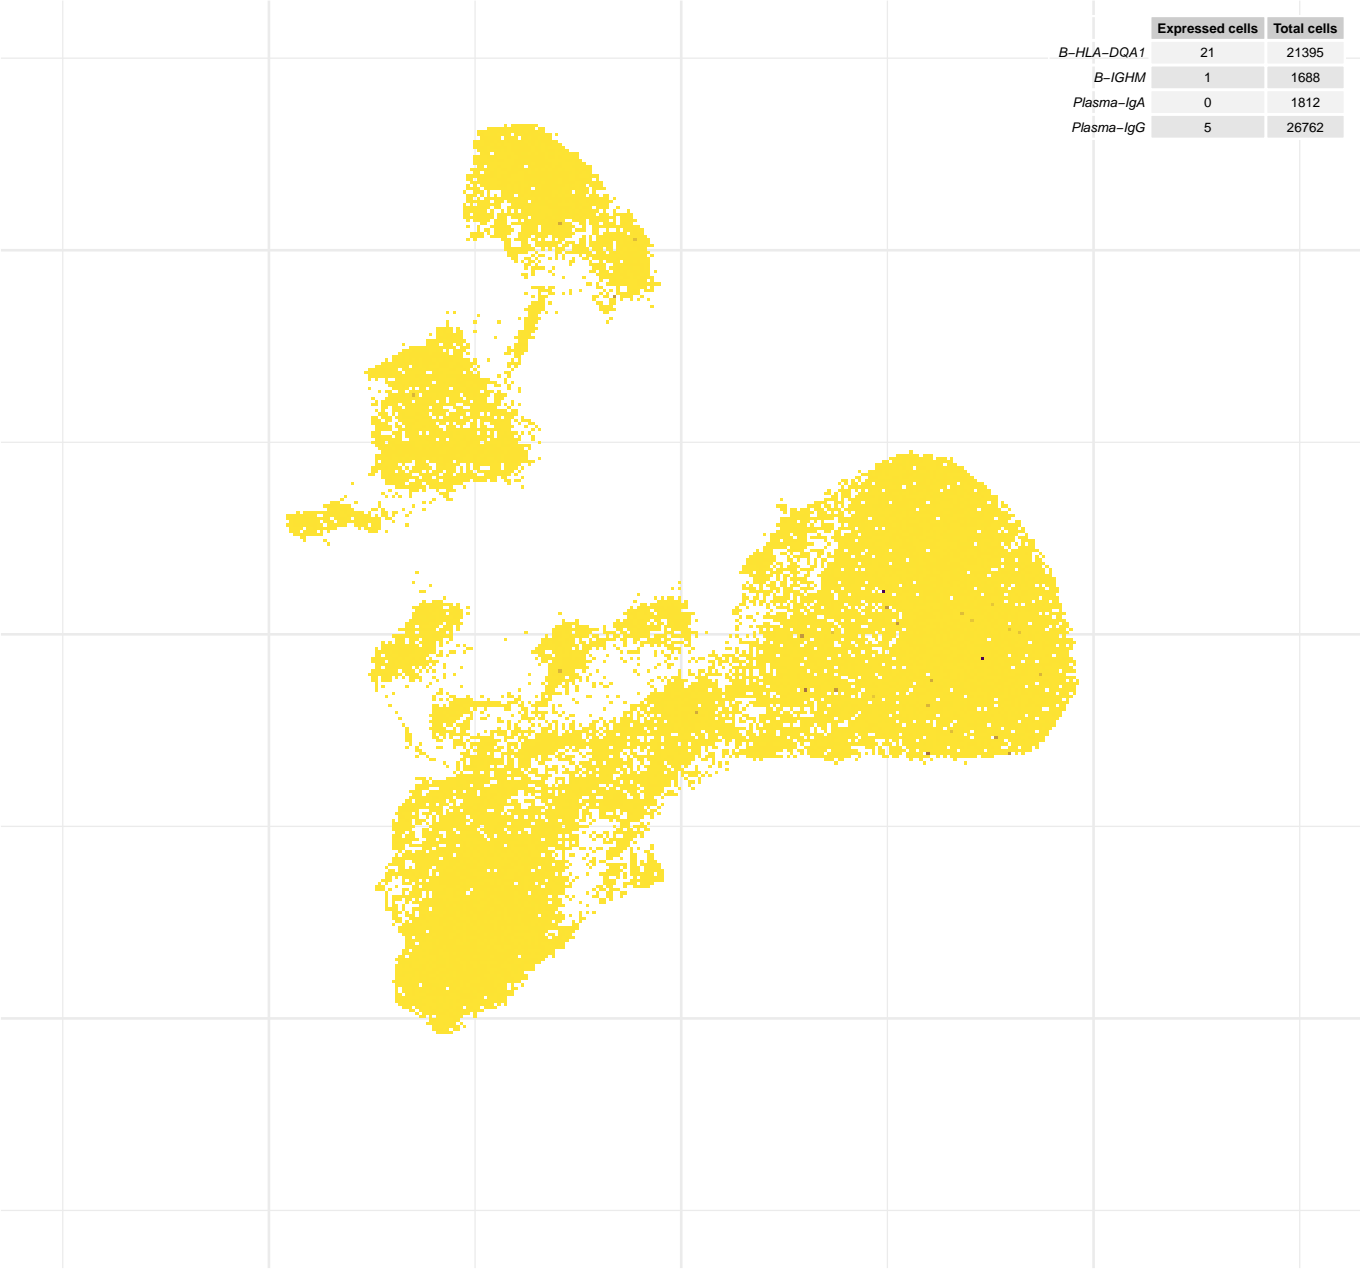 Expressed cells Total cells
B−HLA−DQA1 21 21395
B−IGHM 1 1688
Plasma−IgA 0 1812
Plasma−IgG 5 26762